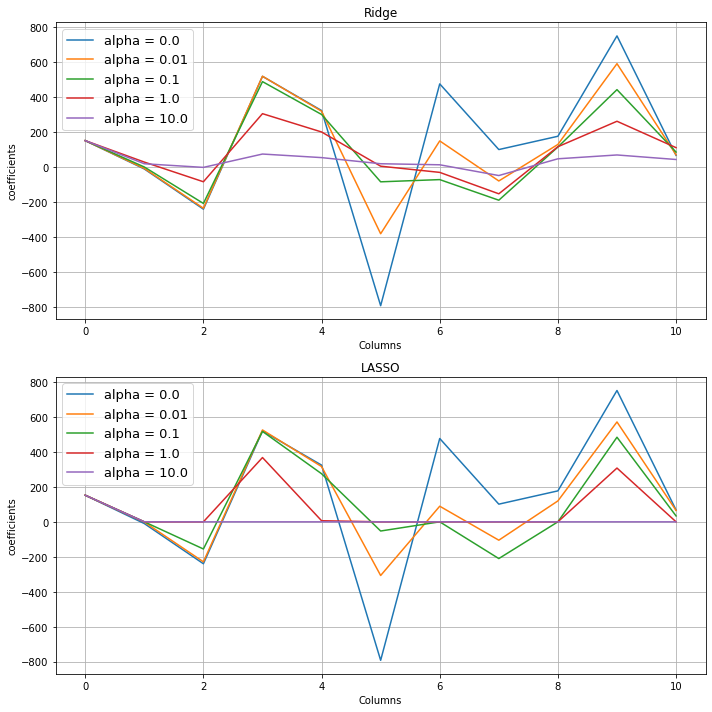 Ridge
alpha = 0.0
alpha = 0.01
alpha = 0.1
alpha = 1.0
alpha = 10.0
800
600
400
200
0
−200
−400
−600
−800
coefficients
0 2 4 6 8 10
Columns
LASSO
alpha = 0.0
alpha = 0.01
alpha = 0.1
alpha = 1.0
alpha = 10.0
800
600
400
200
0
−200
−400
−600
−800
coefficients
0 2 4 6 8 10
Columns